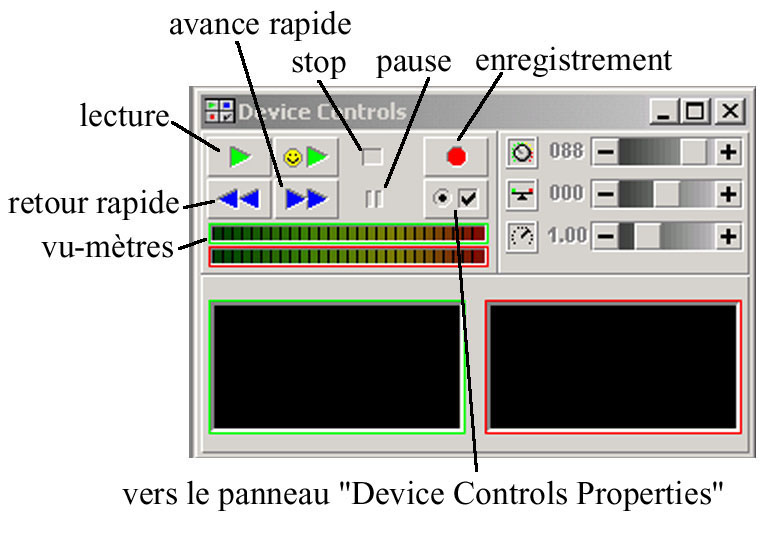 avance rapide
stop
pause
enregistrement
lecture
Device Controls
088
retour rapide
000
vu-mètres
1.00
vers le panneau "Device Controls Properties"